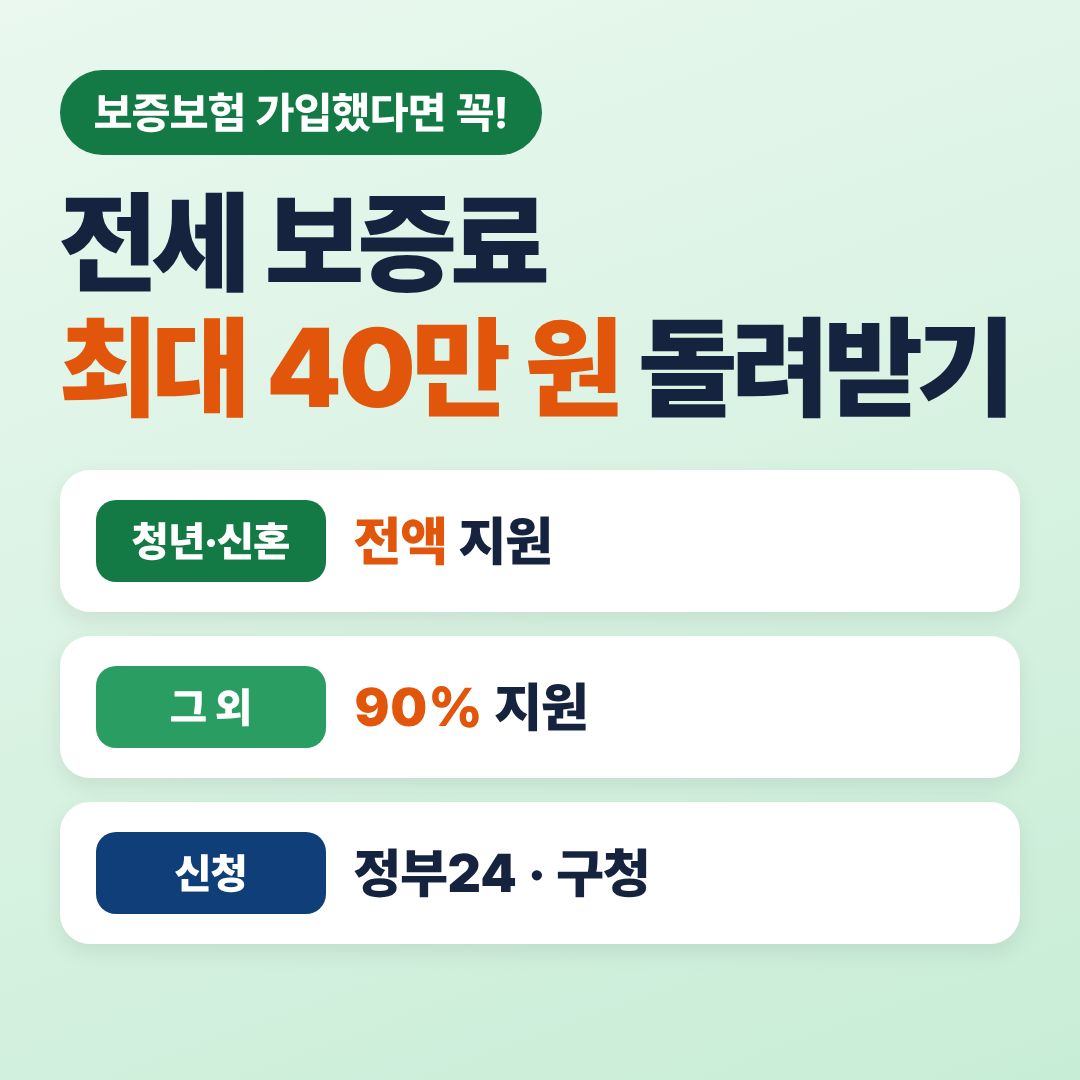 보증보험 가입했다면 꼭!
전세 보증료
최대 40만 원 돌려받기
청년·신혼 전액 지원
그 외 90% 지원
신청 정부24 · 구청